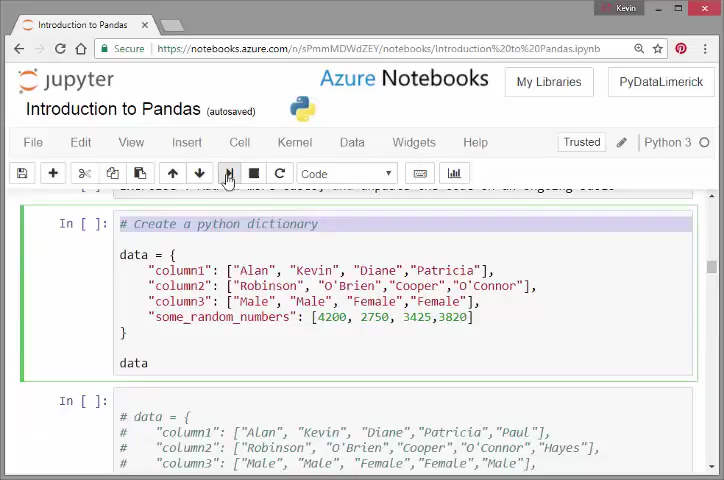 Kevin
Introduction to Pandas
Secure https://notebooks.azure.com/n/sPmmMDWdZEY/notebooks/Introduction%20to%20Pandas.ipynb
jupyter
Azure Notebooks
My Libraries
PyDataLimerick
Introduction to Pandas (autosaved)
File Edit View Insert Cell Kernel Data Widgets Help Trusted Python 3
Code
In [ ]:
# Create a python dictionary
data = {
"column1": ["Alan", "Kevin", "Diane","Patricia"],
"column2": ["Robinson", "O'Brien","Cooper","O'Connor"],
"column3": ["Male", "Male", "Female","Female"],
"some_random_numbers": [4200, 2750, 3425,3820]
}
data
In [ ]:
# data = {
# "column1": ["Alan", "Kevin", "Diane","Patricia","Paul"],
# "column2": ["Robinson", "O'Brien","Cooper","O'Connor","Hayes"],
# "column3": ["Male", "Male", "Female","Female","Male"],